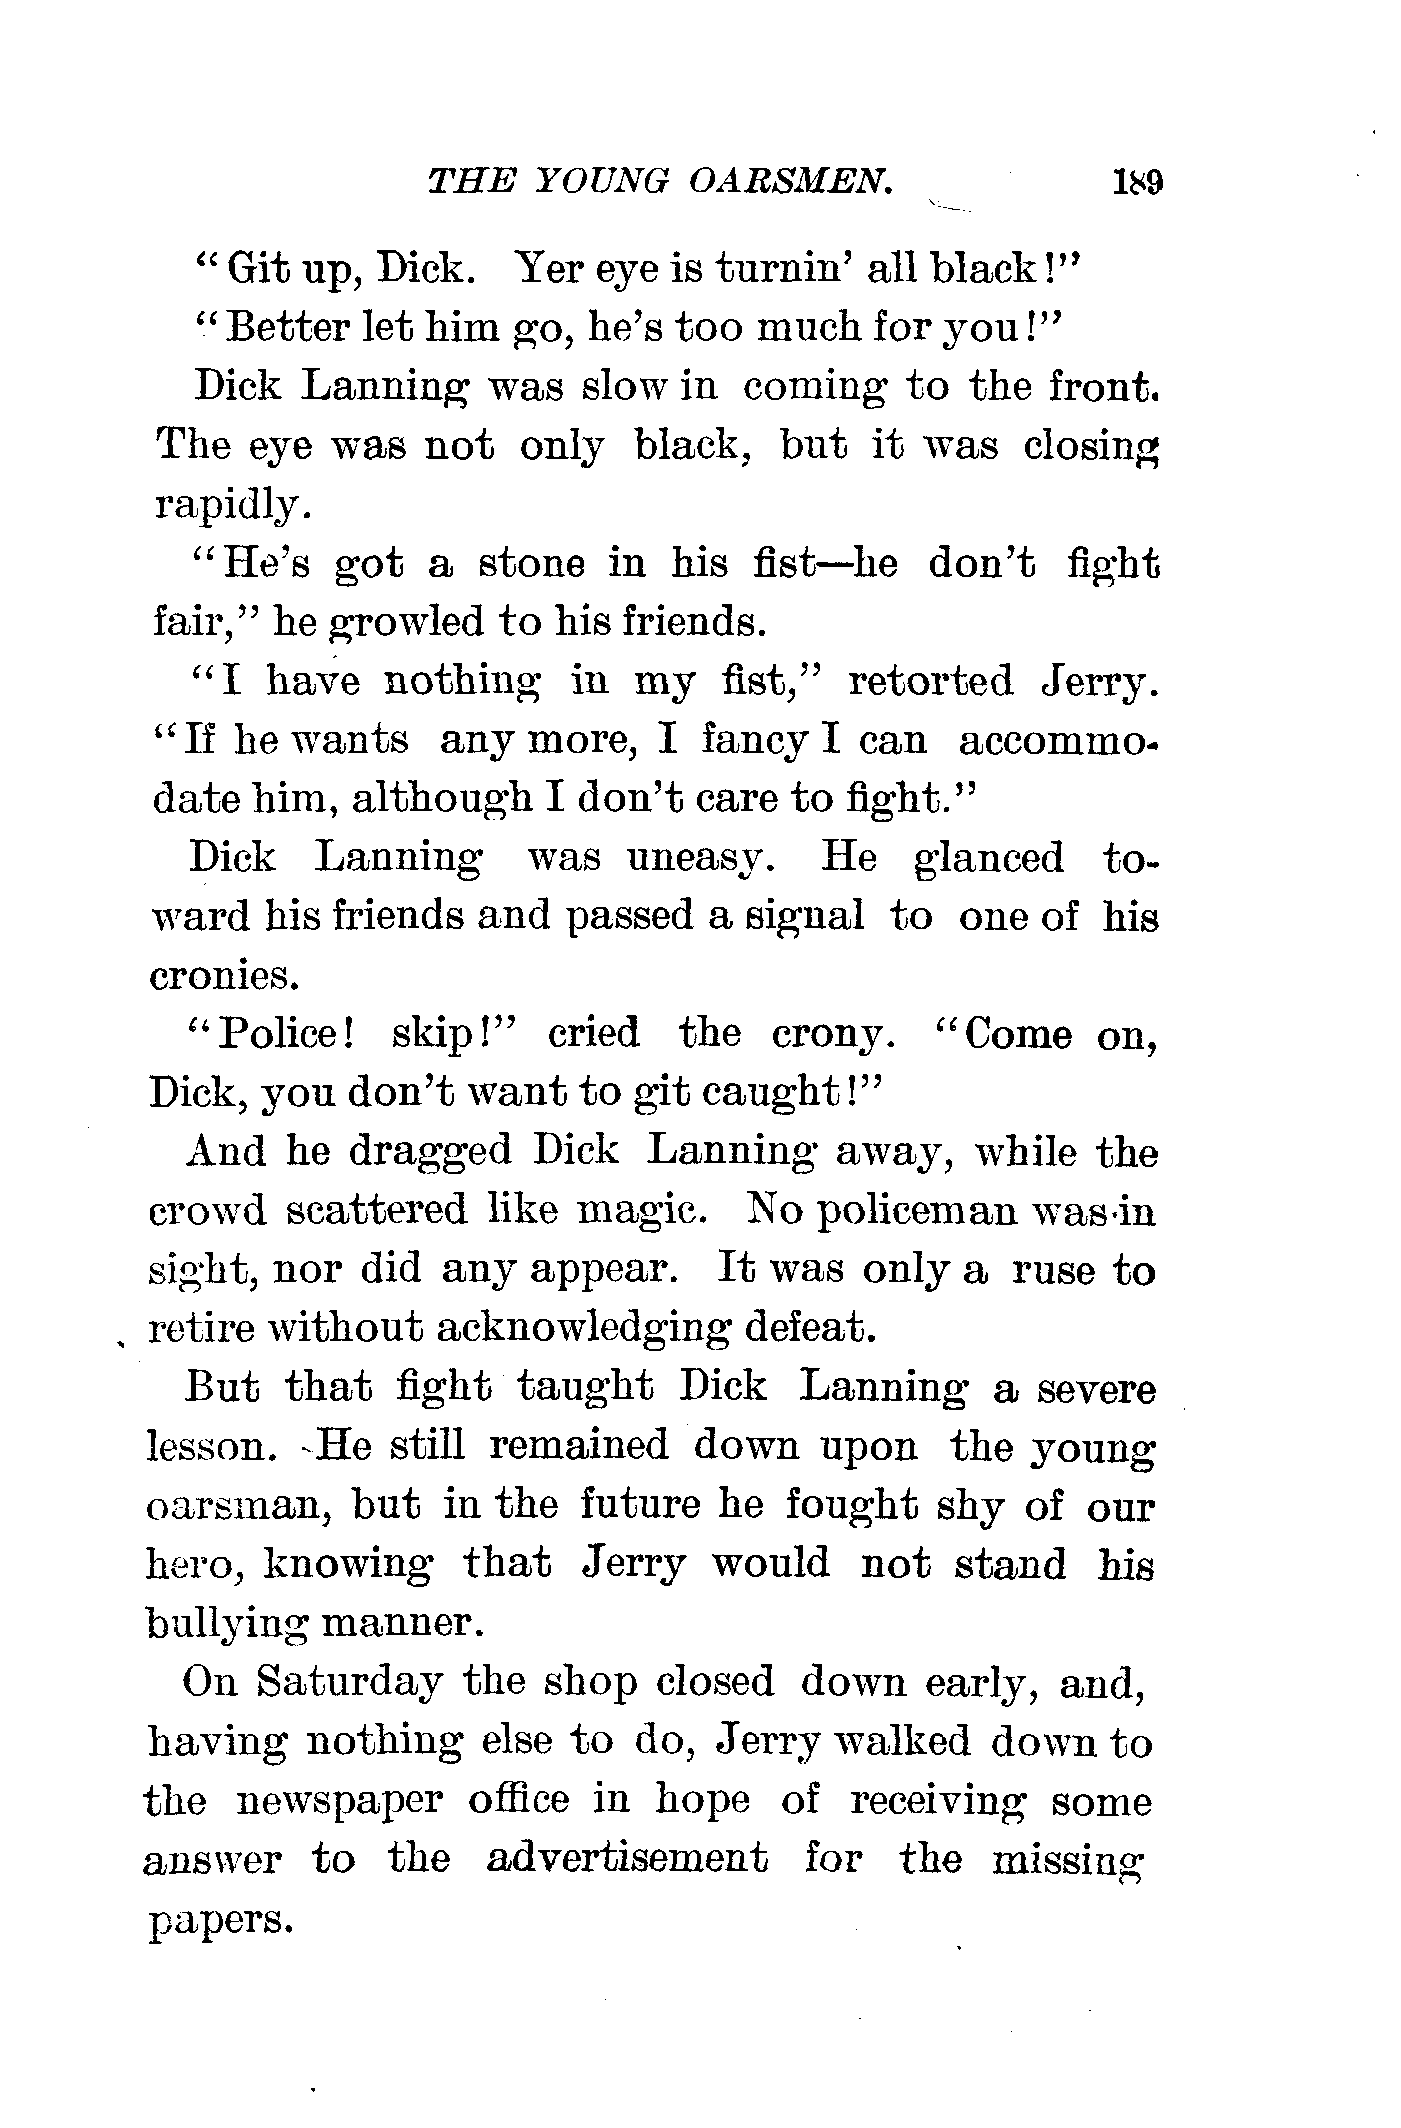 THE YOUNG OARSMEN. 189
"Git up, Dick. Yer eye is turnin' all black!"
"Better let him go, he's too much for you!"
Dick Lanning was slow in coming to the front.
The eye was not only black, but it was closing
rapidly.
"He's got a stone in his fist—he don't fight
fair," he growled to his friends.
"I have nothing in my fist," retorted Jerry.
"If he wants any more, I fancy I can accommo-
date him, although I don't care to fight."
Dick Lanning was uneasy. He glanced to-
ward his friends and passed a signal to one of his
cronies.
"Police! skip!" cried the crony. "Come on,
Dick, you don't want to git caught!"
And he dragged Dick Lanning away, while the
crowd scattered like magic. No policeman was in
sight, nor did any appear. It was only a ruse to
retire without acknowledging defeat.
But that fight taught Dick Lanning a severe
lesson. He still remained down upon the young
oarsman, but in the future he fought shy of our
hero, knowing that Jerry would not stand his
bullying manner.
On Saturday the shop closed down early, and,
having nothing else to do, Jerry walked down to
the newspaper office in hope of receiving some
answer to the advertisement for the missing
papers.